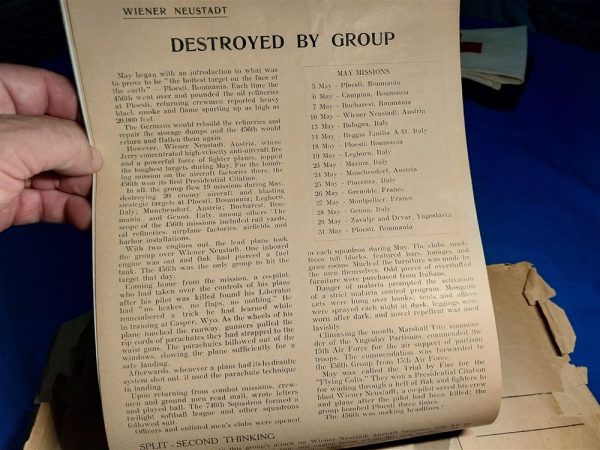 WIENER NEUSTADT
DESTROYED BY GROUP
May began with an introduction to what was
to prove to be "the hottest target on the face of
the earth" — Ploesti, Roumania. Each time the
456th went over and pounded the oil refineries
at Ploesti, returning crewmen reported heavy
black smoke and flame spurting up as high as
20,000 feet.
The Germans would rebuild the refineries and
repair the storage dumps and the 456th would
return and flatten them again.
However, Wiener Neustadt, Austria, where
Jerry concentrated high-velocity anti-aircraft fire
and a powerful force of fighter planes, topped
the toughest targets during May. For the bomb-
ing mission on the aircraft factories there, the
456th won its first Presidential Citation.
In all the group flew 19 missions during May,
destroying 20 enemy aircraft and blasting
strategic targets at Ploesti, Roumania; Leghorn,
Italy; Munchendorf, Austria; Bucharest, Rou-
mania, and Genoa, Italy, among others. The
scope of the 456th missions included rail yards,
oil refineries, airplane factories, airfields and
harbor installations.
With two engines out, the lead plane took
the group over Wiener Neustadt. One inboard
engine was out and flak had pierced a fuel
tank. The 456th was the only group to hit the
target that day.
Coming home from the mission, a co-pilot,
who had taken over the controls of his plane
after his pilot was killed found his Liberator
had "no brakes, no flaps, no nothing." He
remembered a trick he had learned while
in training at Casper, Wyo. As the wheels of his
plane touched the runway, gunners pulled the
rip cords of parachutes they had strapped to the
waist guns. The parachutes billowed out of the
windows, slowing the plane sufficiently for a
safe landing.
Afterwards, whenever a plane had its hydraulic
system shot out, it used the parachute technique
in landing.
Upon returning from combat missions, crew-
men and ground men read mail, wrote letters
and played ball. The 746th Squadron formed a
twilight softball league and other squadrons
followed suit.
Officers and enlisted men's clubs were opened
MAY MISSIONS
5 May - Ploesti, Roumania
6 May - Campina, Roumania
7 May - Bucharest, Roumania
10 May - Wiener Neustadt, Austria
13 May - Bologna, Italy
14 May - Reggio Emilia A.D. Italy
18 May - Ploesti, Roumania
19 May - Leghorn, Italy
23 May - Marina, Italy
24 May - Munchendorf, Austria
25 May - Piacenza, Italy
26 May - Grenoble, France
27 May - Montpellier, France
28 May - Genoa, Italy
29 May - Zavalje and Drvar, Yugoslavia
31 May - Ploesti, Roumania
in each squadron during May. The clubs made
from tufi blocks, featured bars, lounges and
game rooms. Much of the furniture was made by
the men themselves. Odd pieces of overstuffed
furniture were purchased from Italians.
Danger of malaria prompted the activation
of a strict malaria control program. Mosquito
nets were hung over bunks; tents and offices
were sprayed each night at dusk, leggings were
worn after dark, and insect repellent was used
lavishly.
Climaxing the month, Marshall Tito, comman-
der of the Yugoslav Partisans, commended the
15th Air Force for the air support of partisan
troops. The commendation was forwarded to
the 456th Group from 15th Air Force.
May was called the Trial by Fire for the
"Flying Colts." They won a Presidential Citation
for wading through a hell of flak and fighters to
blast Wiener Neustadt; a co-pilot saved his crew
and plane after the pilot had been killed; the
group bombed Ploesti three times.
The 456th was making headlines!
SPLIT-SECOND THINKING
this group's attack on Wiener Neustadt Aircraft Factories, was hit